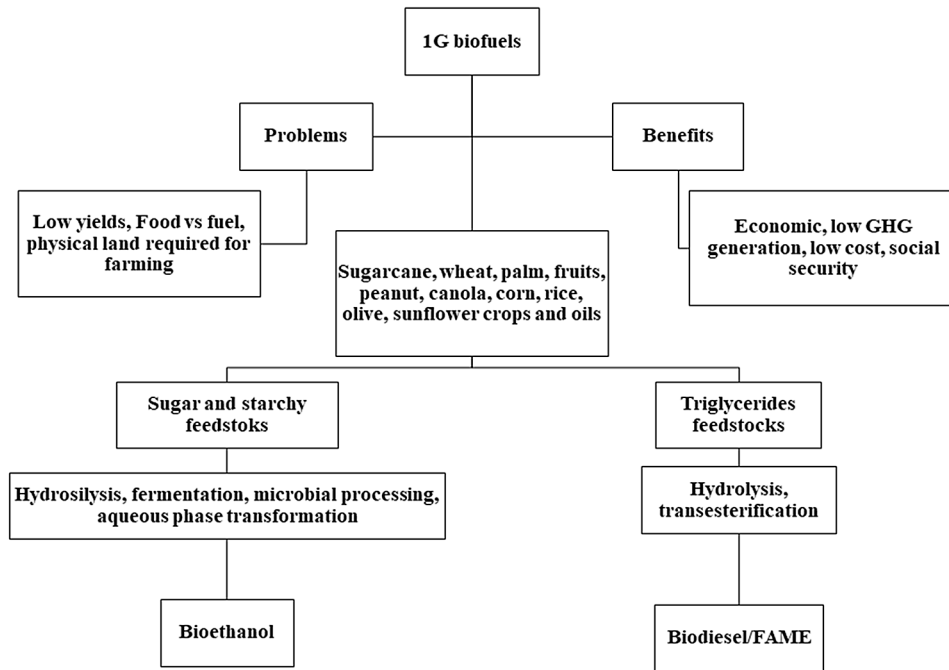 1G biofuels
Problems
Benefits
Low yields, Food vs fuel,
physical land required for
farming
Economic, low GHG
generation, low cost, social
security
Sugarcane, wheat, palm, fruits,
peanut, canola, corn, rice,
olive, sunflower crops and oils
Sugar and starchy
feedstoks
Triglycerides
feedstocks
Hydrosilysis, fermentation, microbial processing,
aqueous phase transformation
Hydrolysis,
transesterification
Bioethanol
Biodiesel/FAME